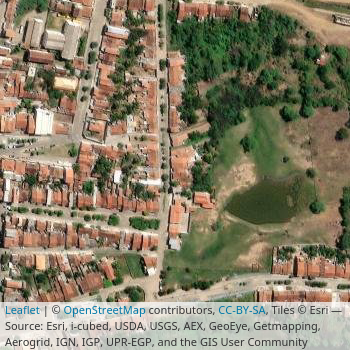 Leaflet | © OpenStreetMap contributors, CC-BY-SA, Tiles © Esri —
Source: Esri, i-cubed, USDA, USGS, AEX, GeoEye, Getmapping,
Aerogrid, IGN, IGP, UPR-EGP, and the GIS User Community